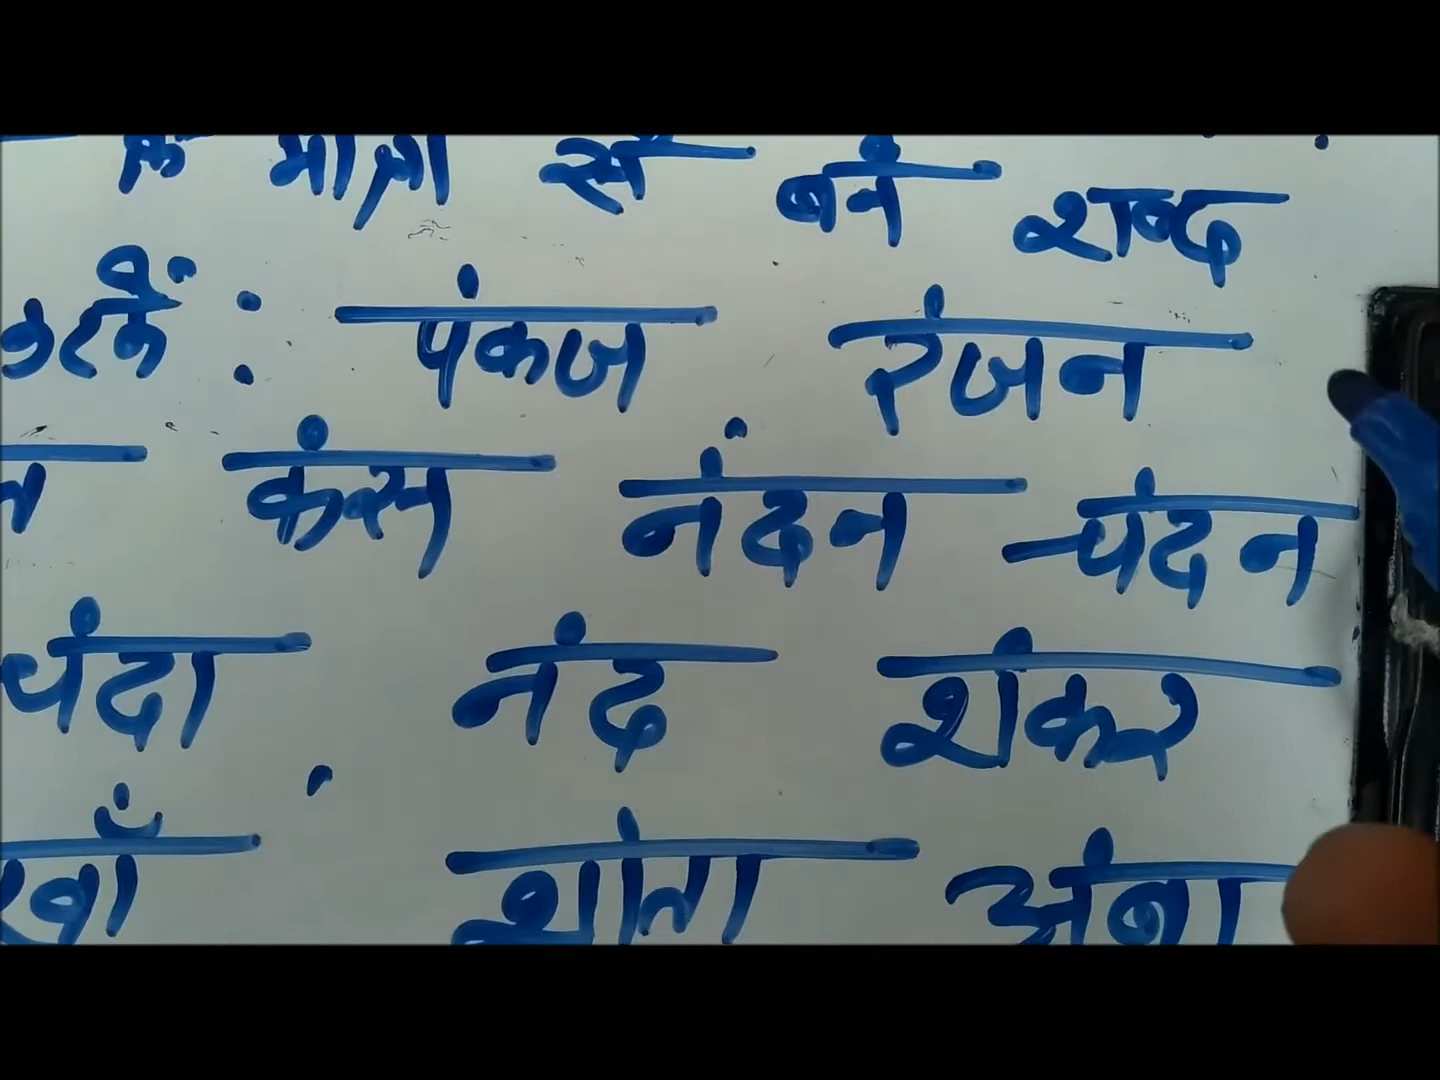 मात्रा से बने शब्द
: पंकज रंजन
कंस नंदन चंदन
चंदा नंद शंकर
शांता अंबा